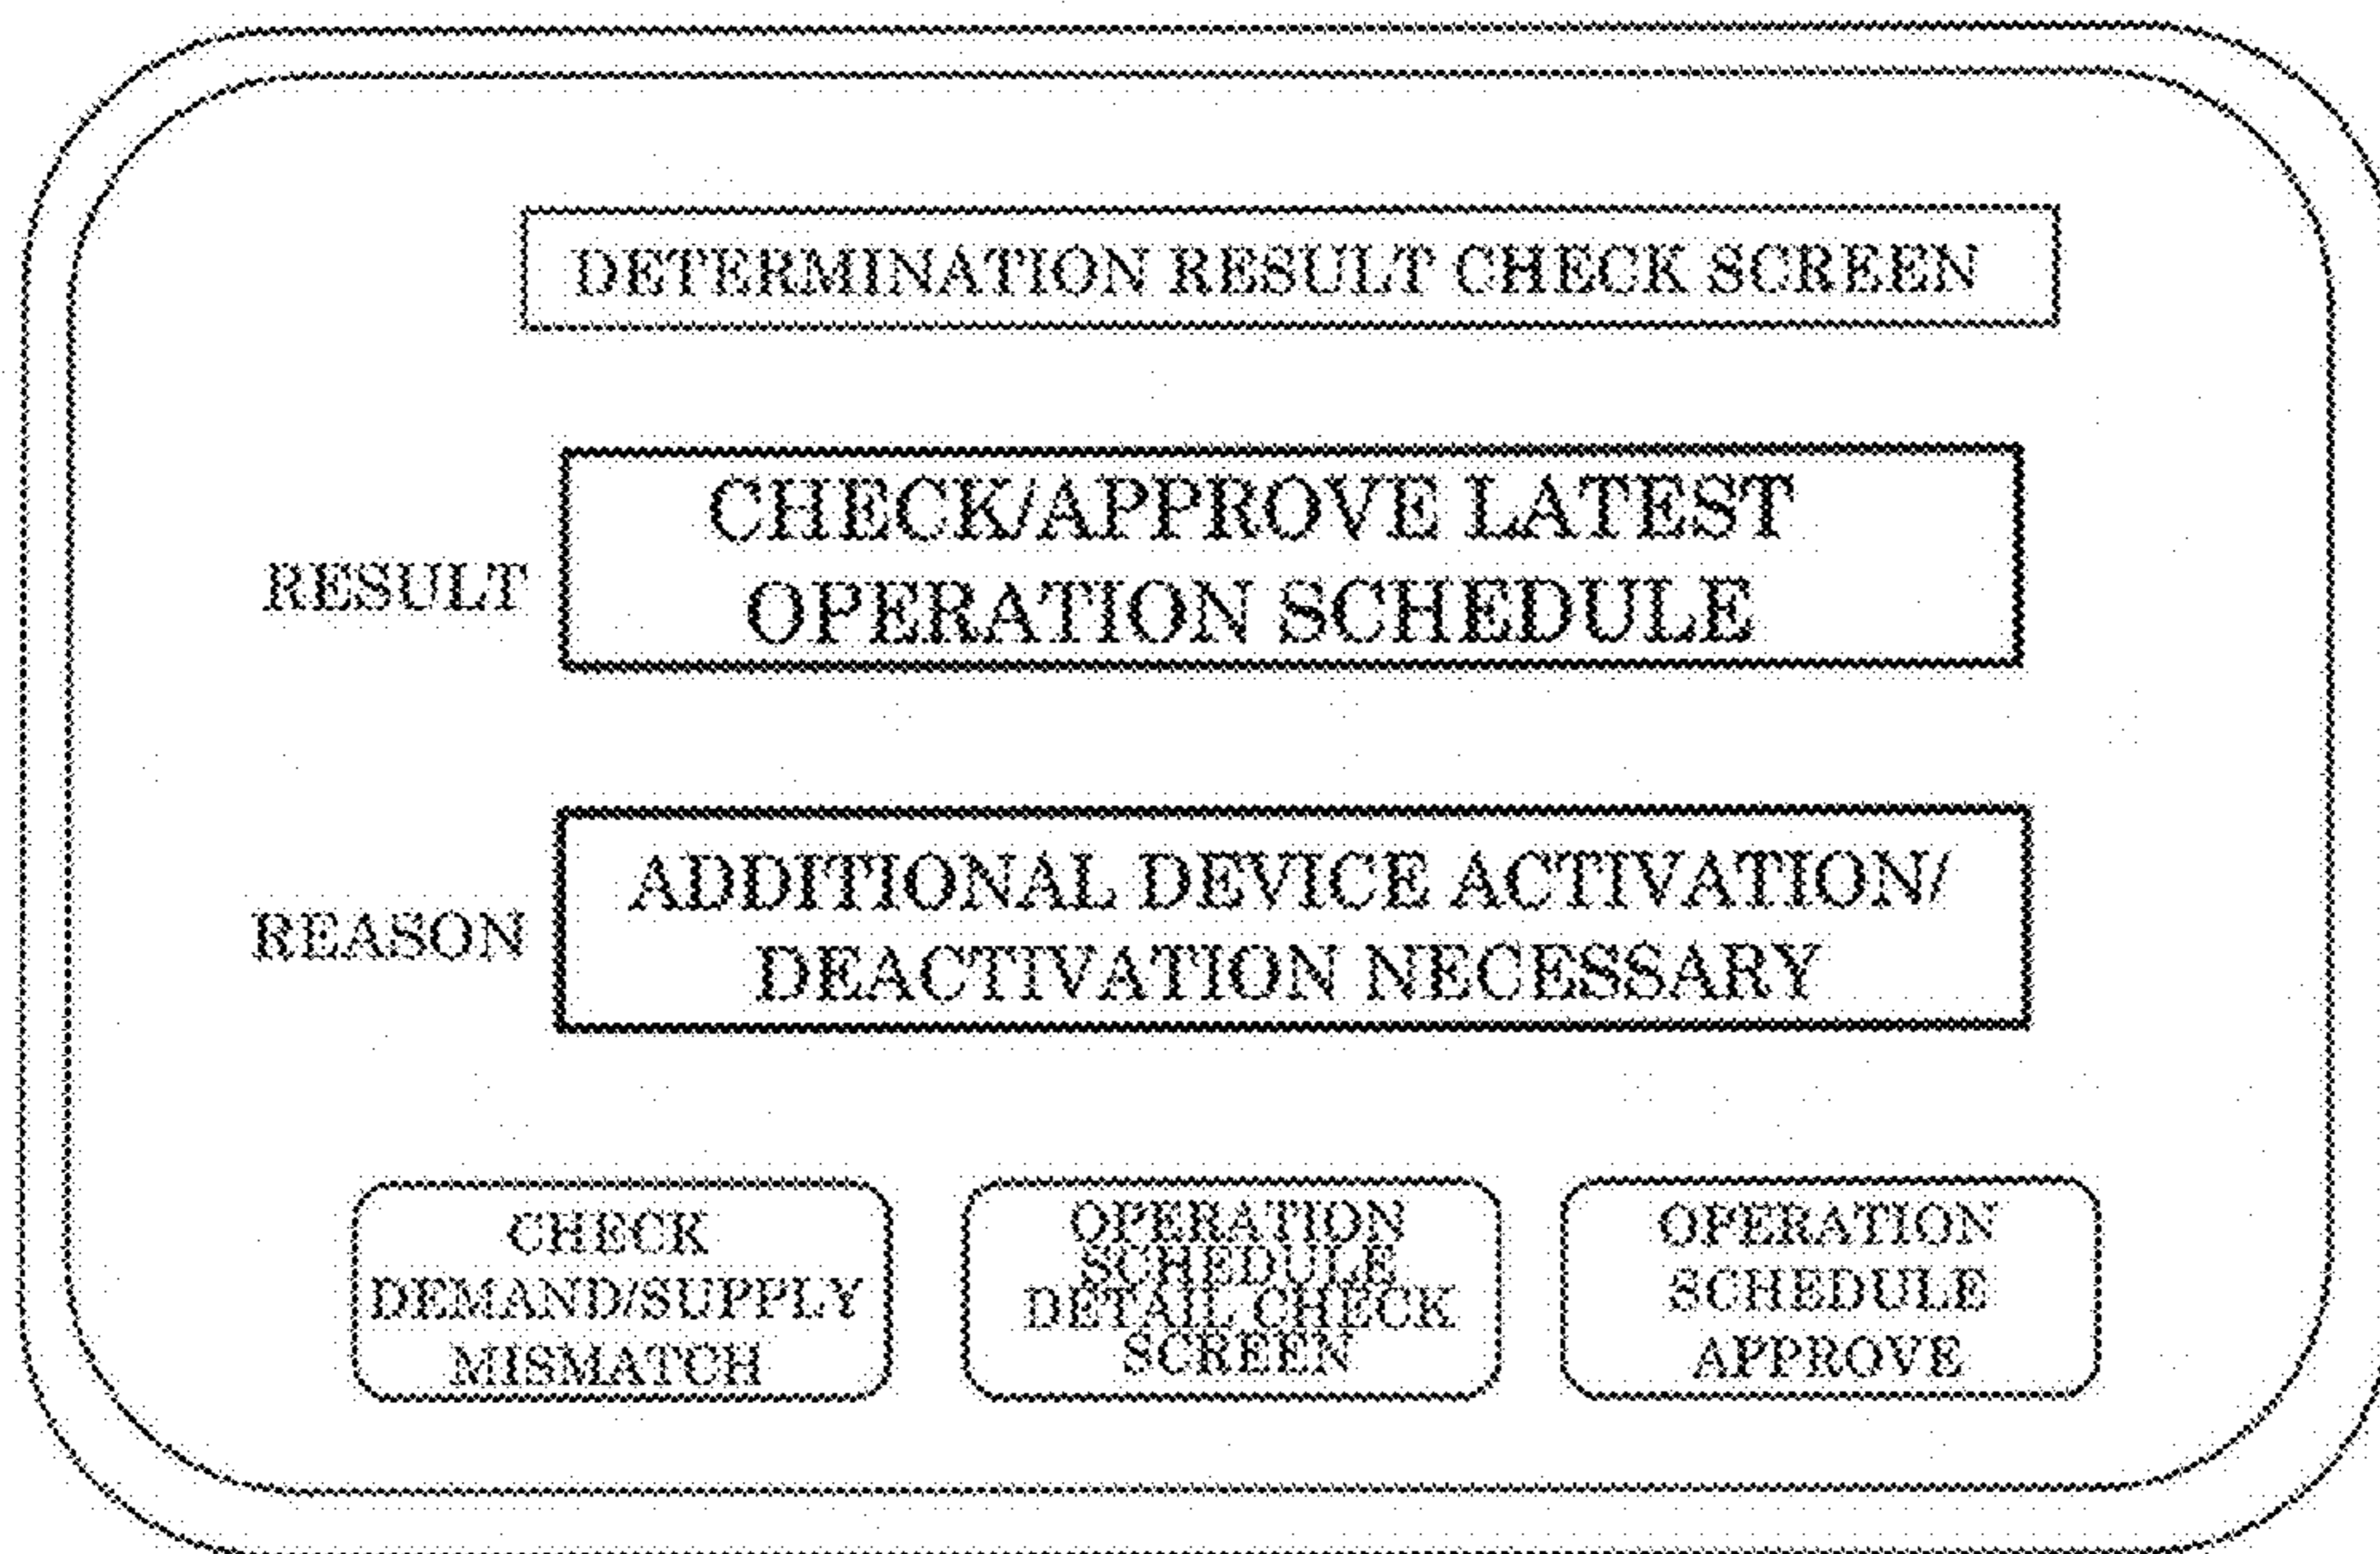 DETERMINATION RESULT CHECK SCREEN
RESULT
CHECK/APPROVE LATEST
OPERATION SCHEDULE
REASON
ADDITIONAL DEVICE ACTIVATION/
DEACTIVATION NECESSARY
CHECK
DEMAND/SUPPLY
MISMATCH
OPERATION
SCHEDULE
DETAIL CHECK
SCREEN
OPERATION
SCHEDULE
APPROVE